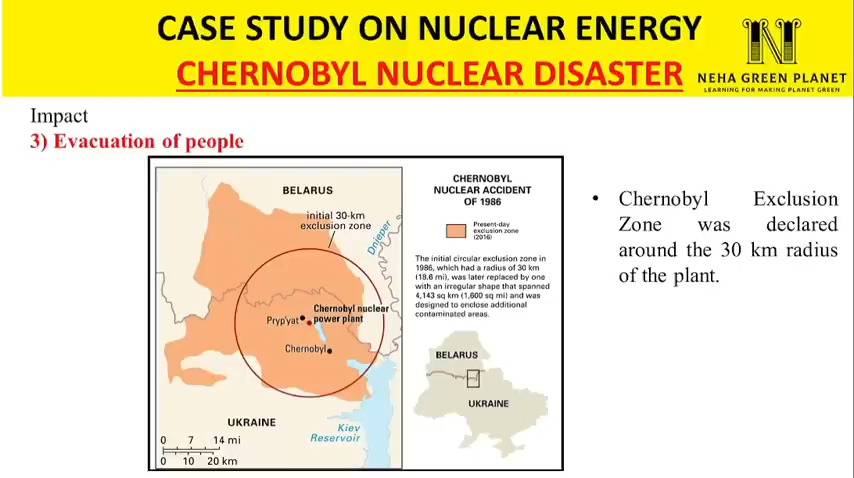 CASE STUDY ON NUCLEAR ENERGY
CHERNOBYL NUCLEAR DISASTER
N
NEHA GREEN PLANET
LEARNING FOR MAKING PLANET GREEN
Impact
3) Evacuation of people
BELARUS
initial 30-km
exclusion zone
Dnieper
Chernobyl nuclear
power plant
Pryp'yat
Chernobyl
UKRAINE
Kiev
Reservoir
0 7 14 mi
0 10 20 km
CHERNOBYL
NUCLEAR ACCIDENT
OF 1986
Present-day
exclusion zone
(2016)
The initial circular exclusion zone in
1986, which had a radius of 30 km
(18.6 mi), was later replaced by one
with an irregular shape that spanned
4,143 sq km (1,600 sq mi) and was
designed to enclose additional
contaminated areas.
BELARUS
UKRAINE
• Chernobyl Exclusion
Zone was declared
around the 30 km radius
of the plant.